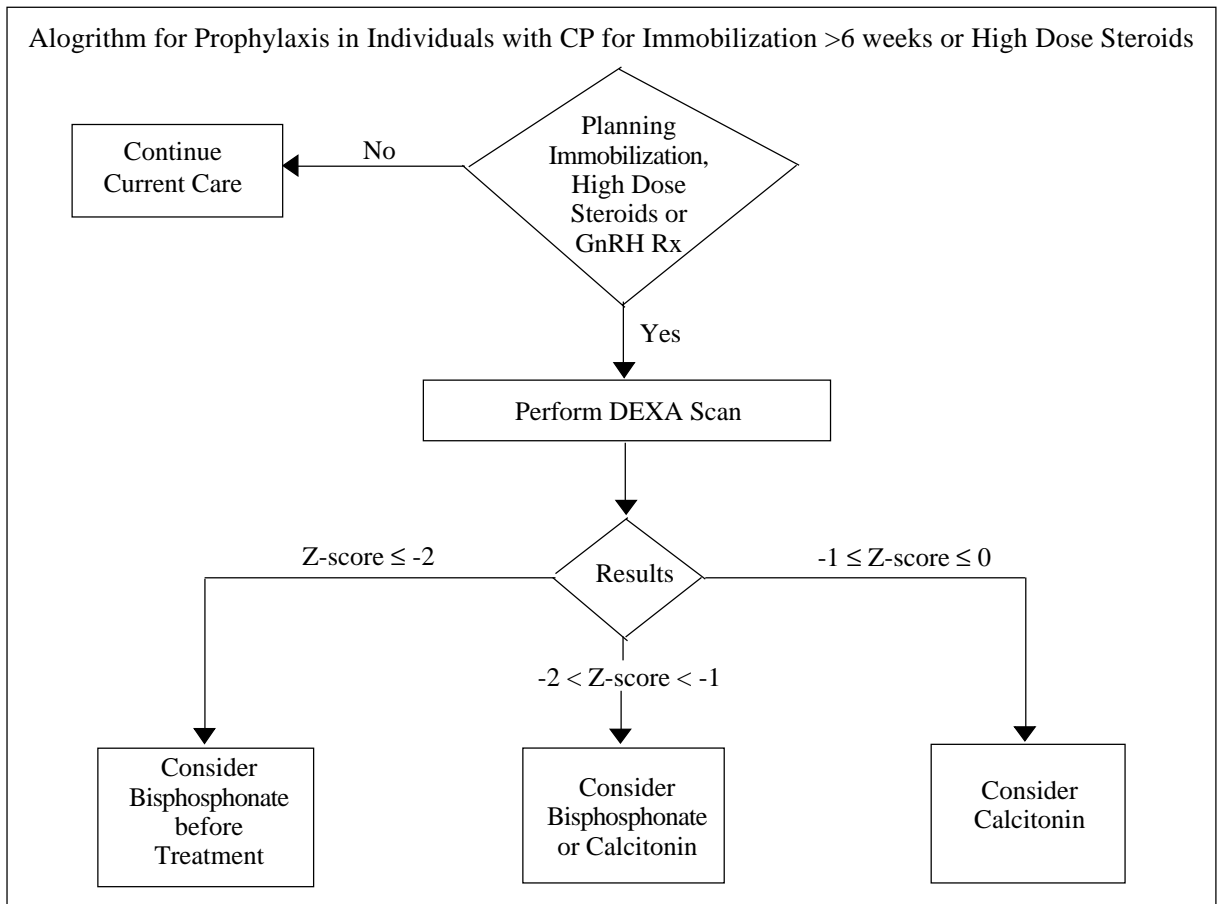 Alogrithm for Prophylaxis in Individuals with CP for Immobilization >6 weeks or High Dose Steroids
Planning
Immobilization,
High Dose
Steroids or
GnRH Rx
No
Continue
Current Care
Yes
Perform DEXA Scan
Results
Z-score ≤ -2
-2 < Z-score < -1
-1 ≤ Z-score ≤ 0
Consider
Bisphosphonate
before
Treatment
Consider
Bisphosphonate
or Calcitonin
Consider
Calcitonin